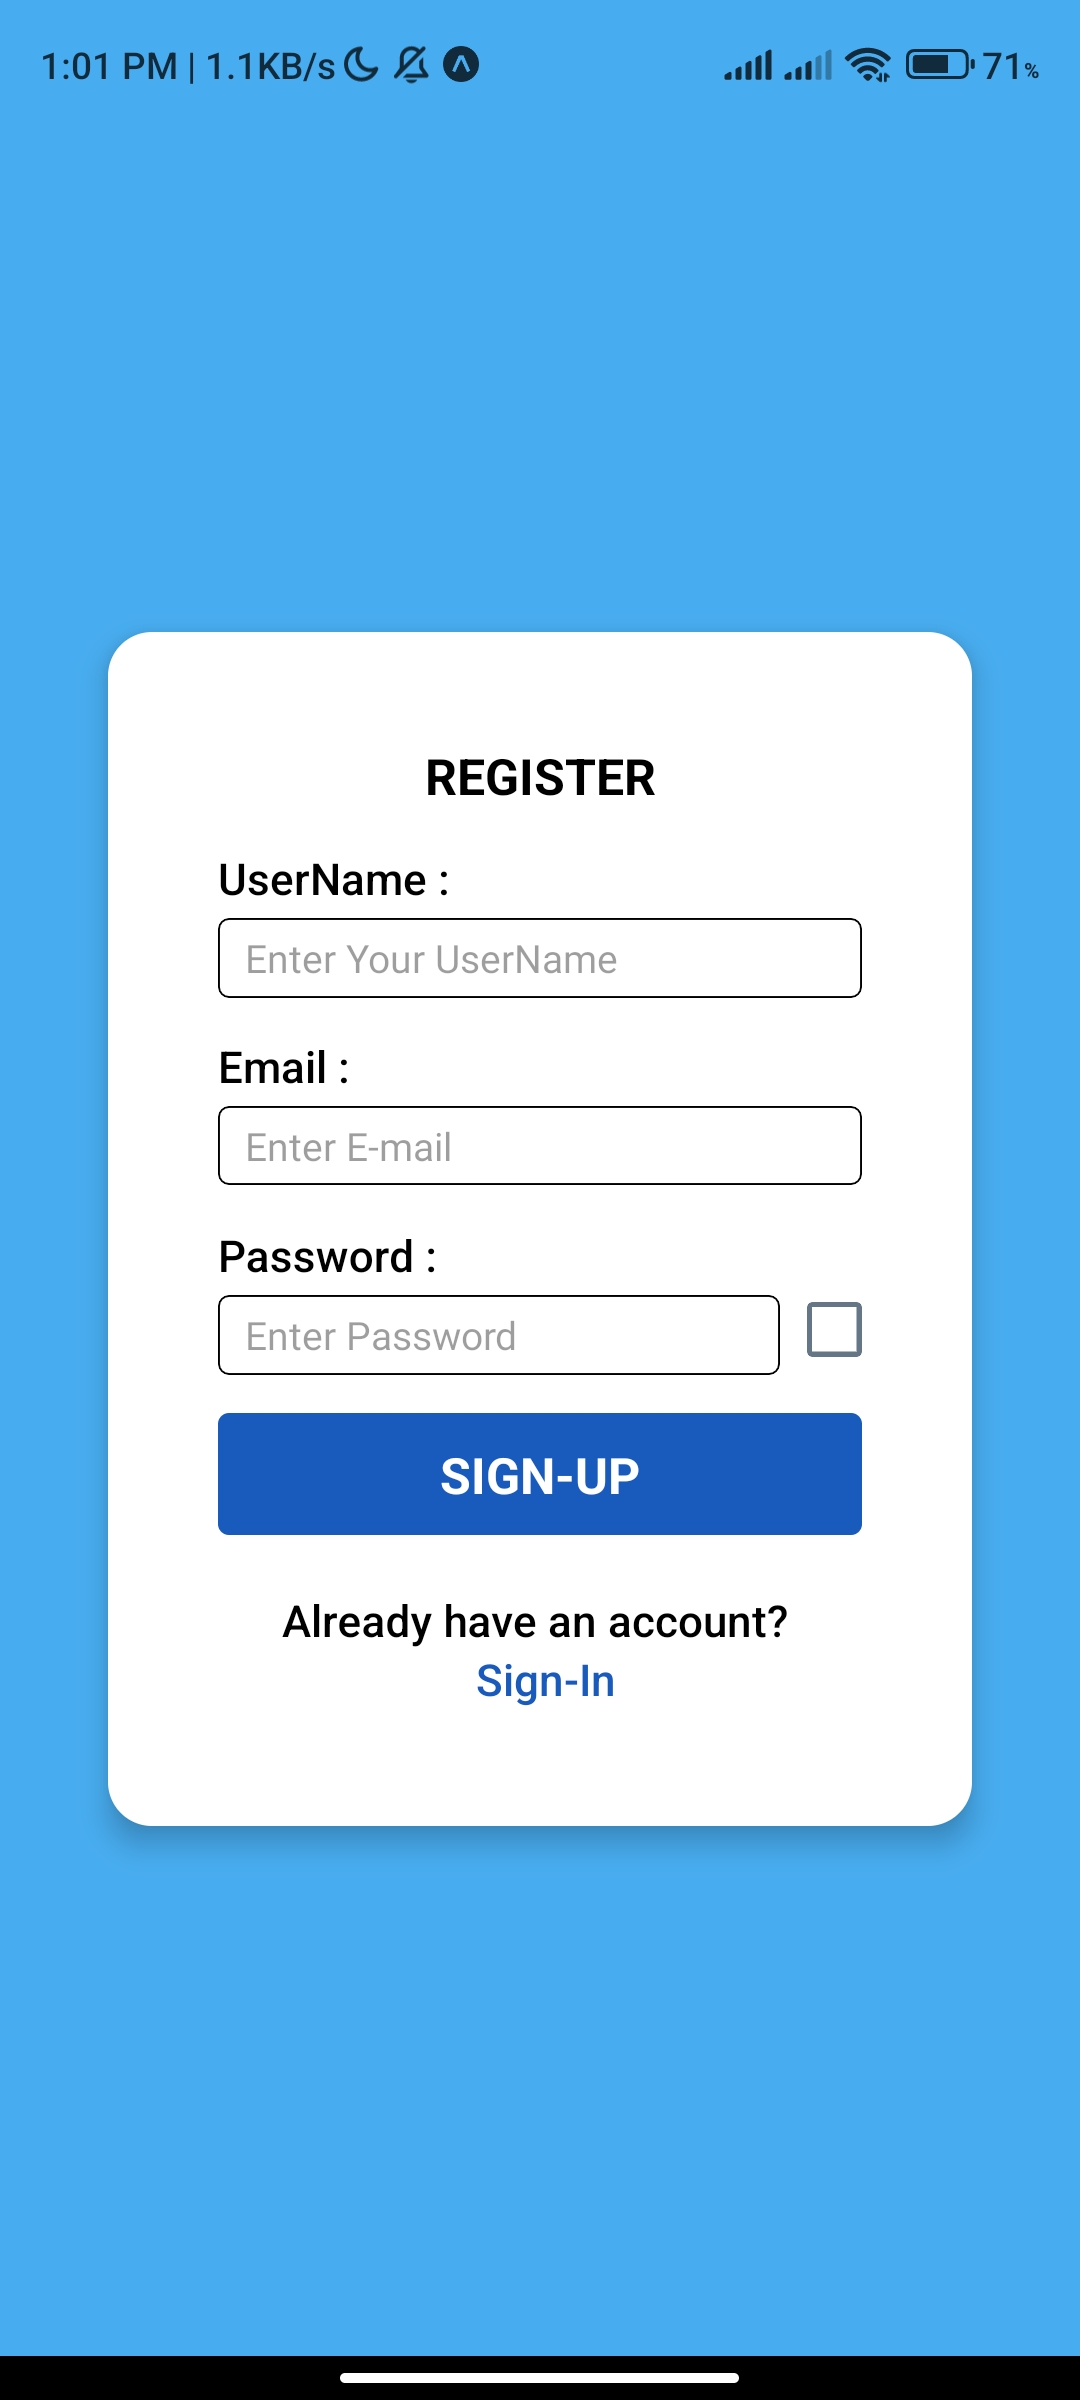 1:01 PM | 1.1KB/s 71%
REGISTER
UserName :
Enter Your UserName
Email :
Enter E-mail
Password :
Enter Password
SIGN-UP
Already have an account?
Sign-In